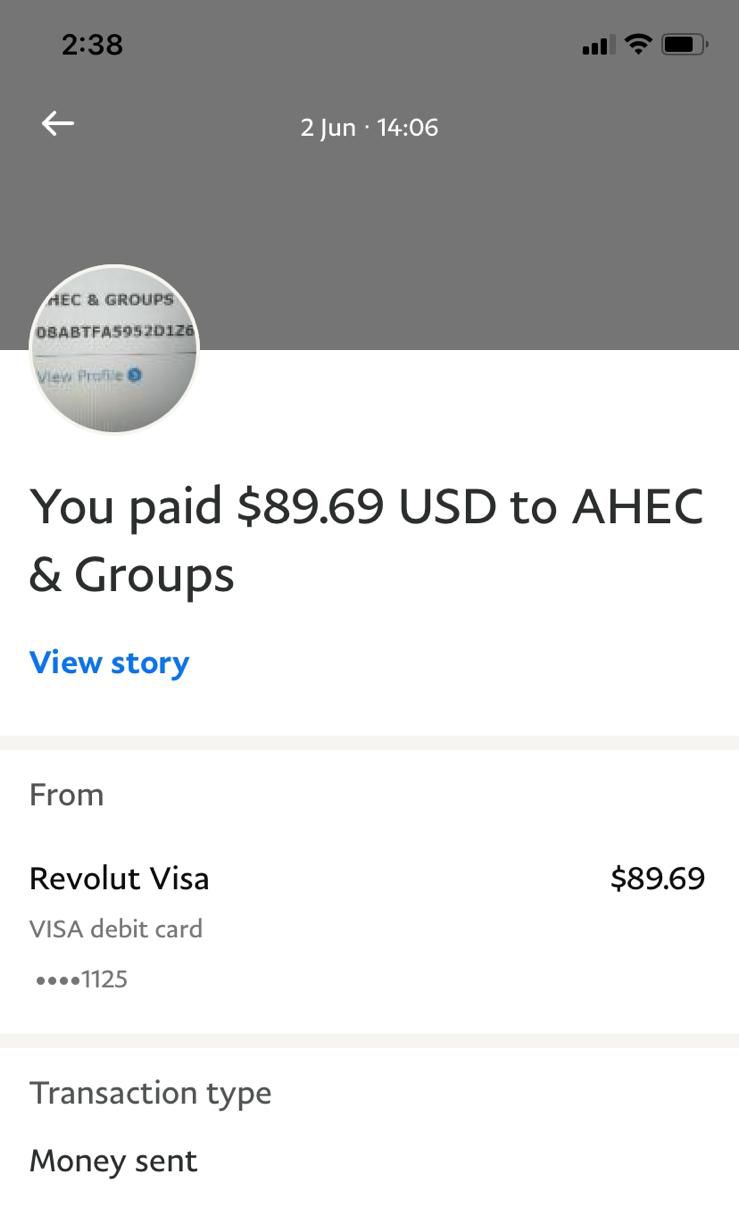 2:38
2 Jun · 14:06
HEC & GROUPS
08ABTFA5952D1Z6
View Profile
You paid $89.69 USD to AHEC
& Groups
View story
From
Revolut Visa
$89.69
VISA debit card
••••1125
Transaction type
Money sent